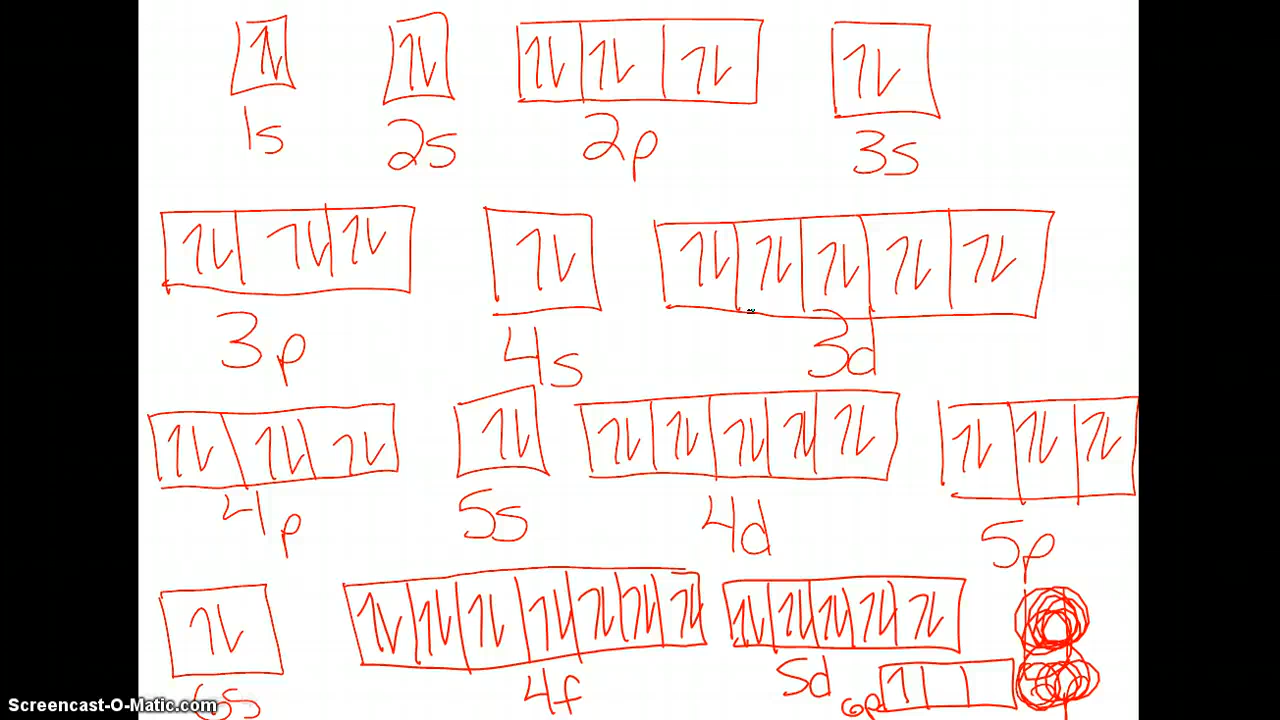 1s 2s 2p 3s
3p 4s 3d
4p 5s 4d 5p
6s 4f 5d 6p
Screencast-O-Matic.com